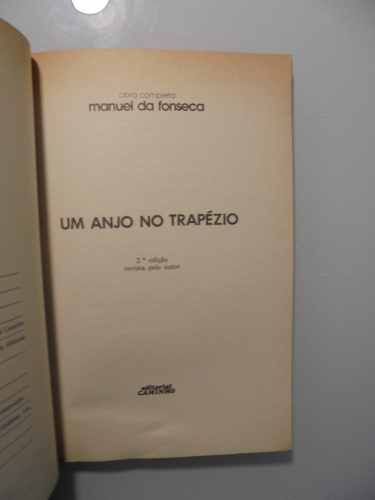 obra completa
manuel da fonseca
UM ANJO NO TRAPÉZIO
2.ª edição
revista pelo autor
editorial
CAMINHO